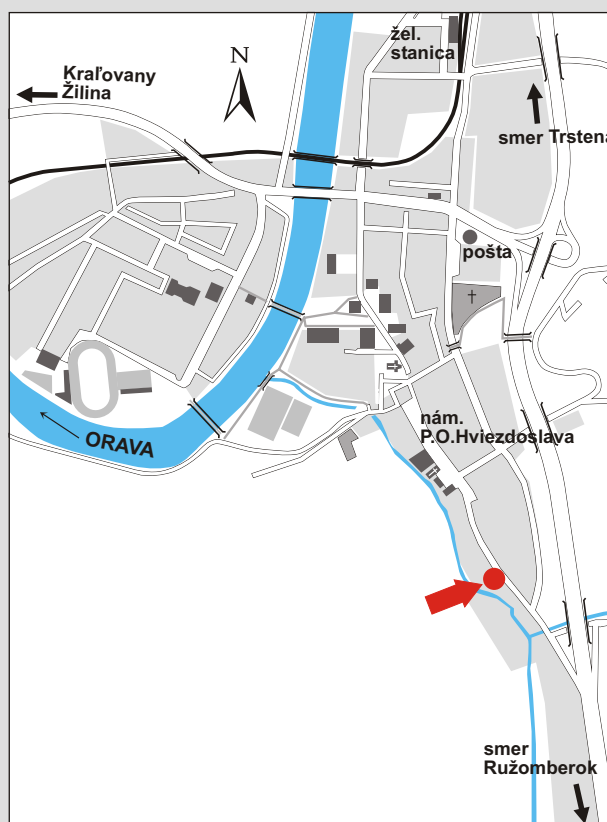 žel.
stanica
N
Kraľovany
Žilina
smer Trstena
pošta
nám.
P.O.Hviezdoslava
ORAVA
smer
Ružomberok